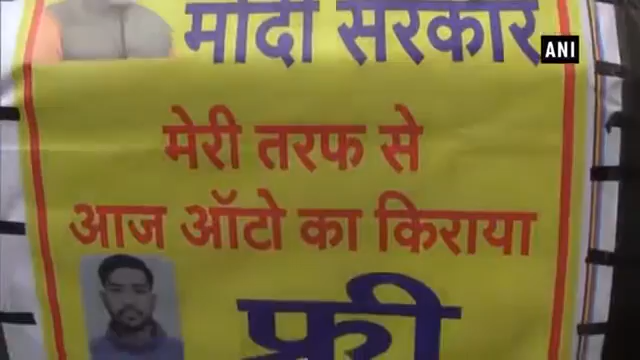 मोदी सरकार
ANI
मेरी तरफ से
आज ऑटो का किराया
फ्री